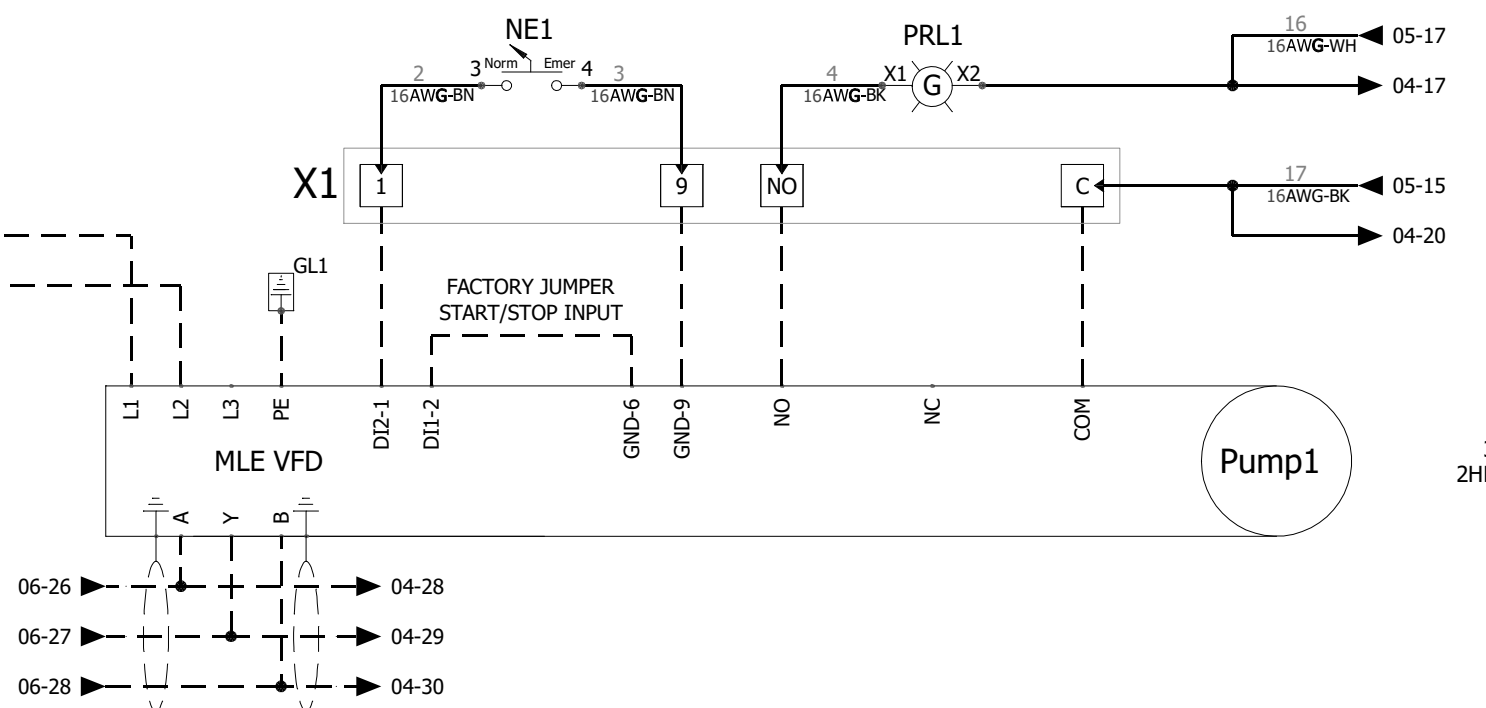 NE1
PRL1
16
16AWG-WH
05-17
2
3
Norm
Emer
4
3
4
X1
G
X2
16AWG-BN
16AWG-BN
16AWG-BK
04-17
X1
1
9
NO
C
17
16AWG-BK
05-15
04-20
GL1
FACTORY JUMPER
START/STOP INPUT
L1
L2
L3
PE
DI2-1
DI1-2
GND-6
GND-9
NO
NC
COM
MLE VFD
Pump1
A
Y
B
06-26
04-28
06-27
04-29
06-28
04-30